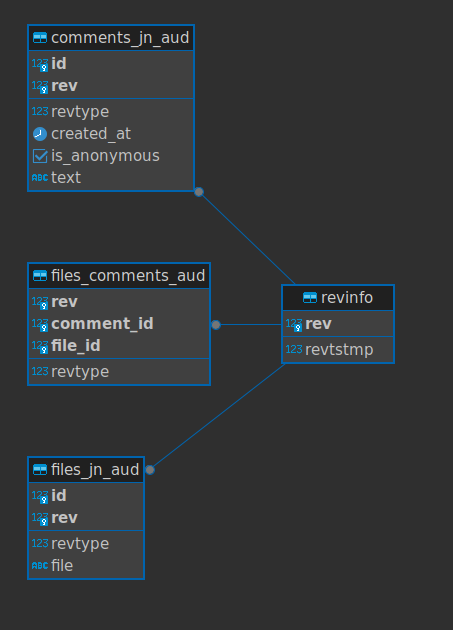 comments_jn_aud
123 id
123 rev
123 revtype
created_at
is_anonymous
ABC text
files_comments_aud
123 rev
123 comment_id
123 file_id
123 revtype
revinfo
123 rev
123 revtstmp
files_jn_aud
123 id
123 rev
123 revtype
ABC file